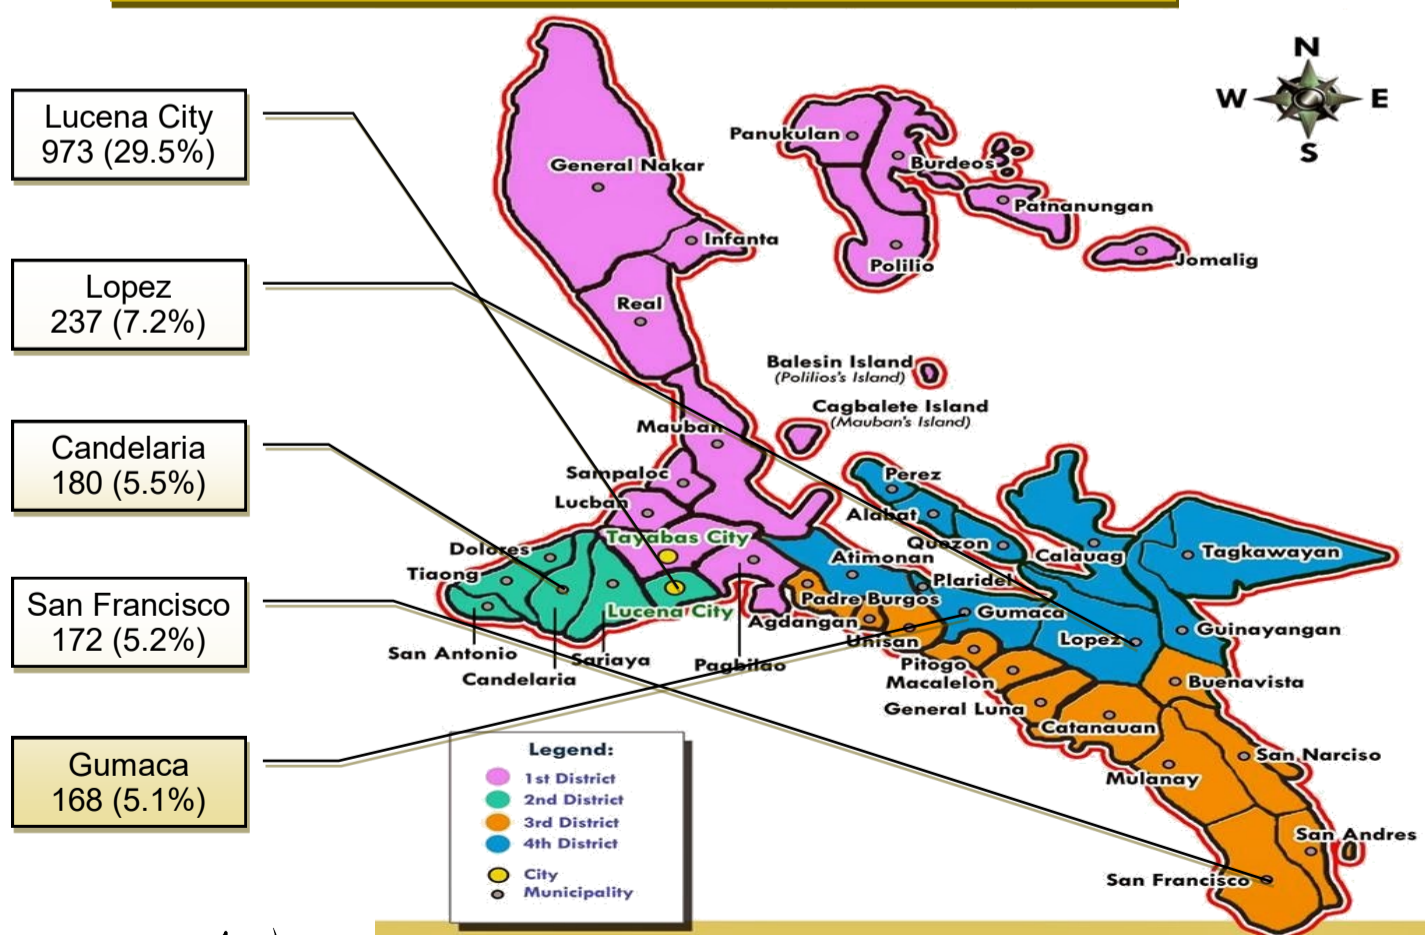 Lucena City
973 (29.5%)
Lopez
237 (7.2%)
Candelaria
180 (5.5%)
San Francisco
172 (5.2%)
Gumaca
168 (5.1%)
N
W
E
S
General Nakar
Infanta
Real
Panukulan
Burdeos
Patnanungan
Polilio
Jomalig
Balesin Island
(Polilios's Island)
Cagbalete Island
(Mauban's Island)
Mauban
Sampaloc
Lucban
Tayabas City
Dolores
Tiaong
Lucena City
San Antonio
Candelaria
Sariaya
Pagbilao
Perez
Alabat
Quezon
Calauag
Tagkawayan
Atimonan
Plaridel
Padre Burgos
Agdangan
Unisan
Gumaca
Lopez
Guinayangan
Pitogo
Macalelon
General Luna
Buenavista
Catanauan
Mulanay
San Narciso
San Andres
San Francisco
Legend:
1st District
2nd District
3rd District
4th District
City
Municipality